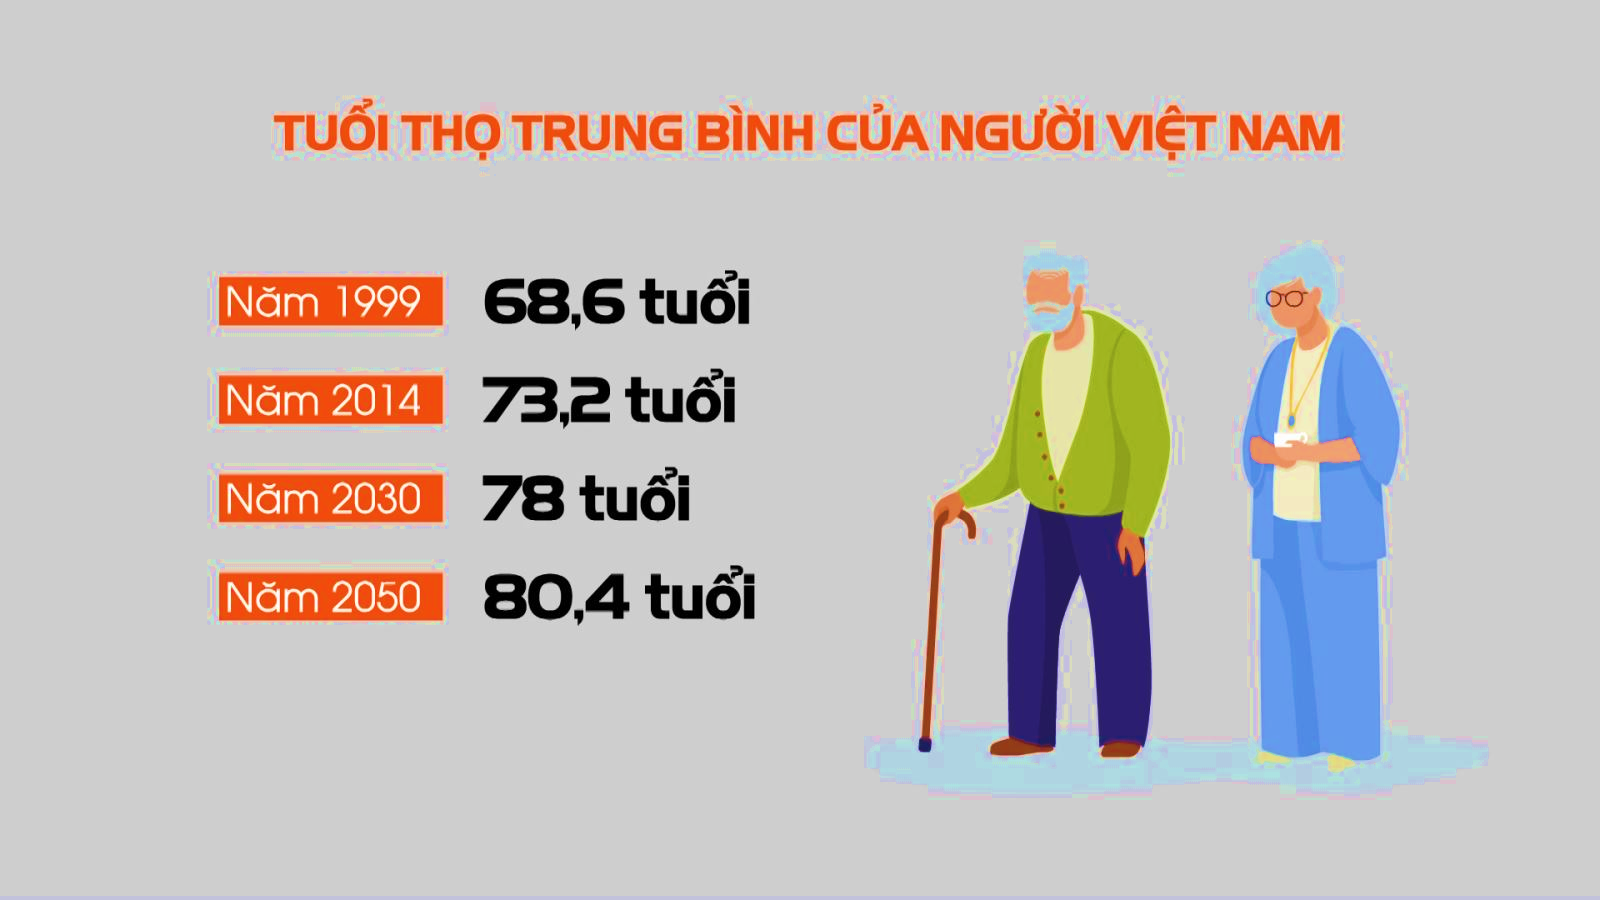 TUỔI THỌ TRUNG BÌNH CỦA NGƯỜI VIỆT NAM
Năm 1999 68,6 tuổi
Năm 2014 73,2 tuổi
Năm 2030 78 tuổi
Năm 2050 80,4 tuổi